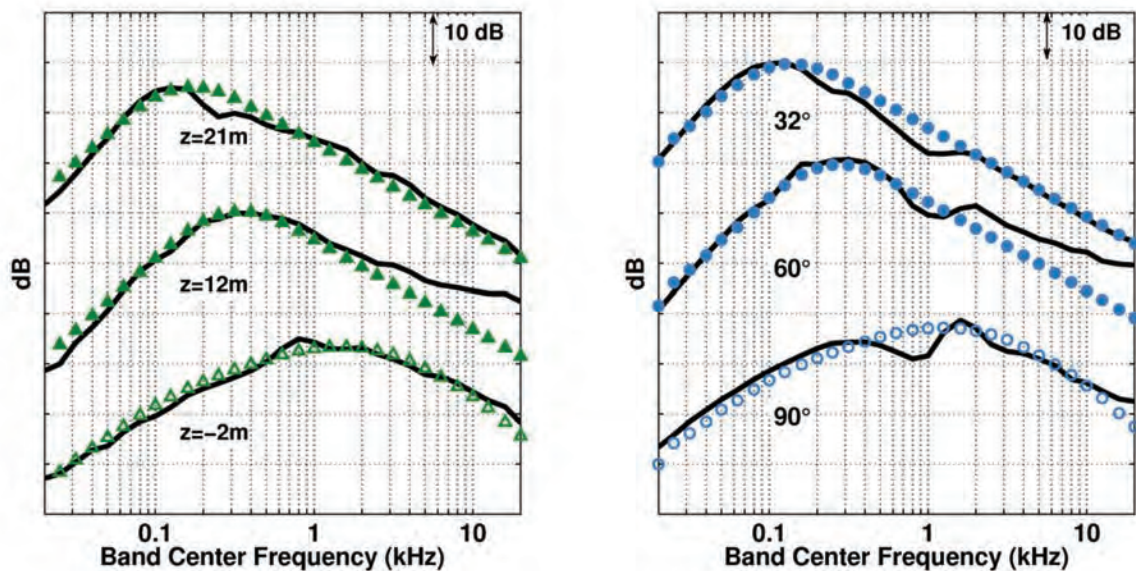 10 dB
z=21m
z=12m
z=−2m
dB
0.1 1 10
Band Center Frequency (kHz)
10 dB
32°
60°
90°
dB
0.1 1 10
Band Center Frequency (kHz)